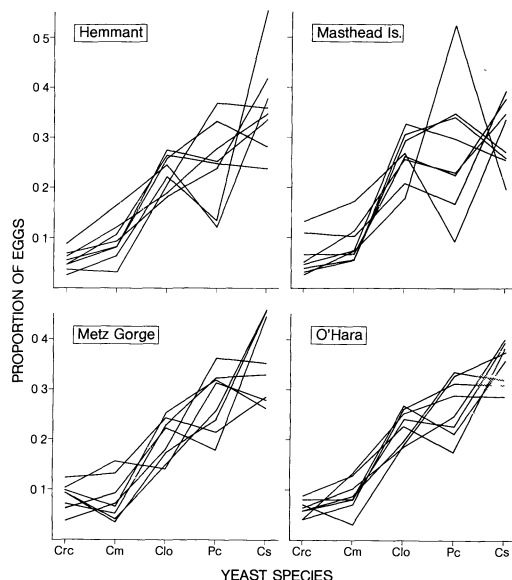 Hemmant
Masthead Is.
0 5
0 4
0 3
0 2
0 1
Metz Gorge
O'Hara
0 4
0 3
0 2
0 1
PROPORTION OF EGGS
Crc Cm Clo Pc Cs Crc Cm Clo Pc Cs
YEAST SPECIES